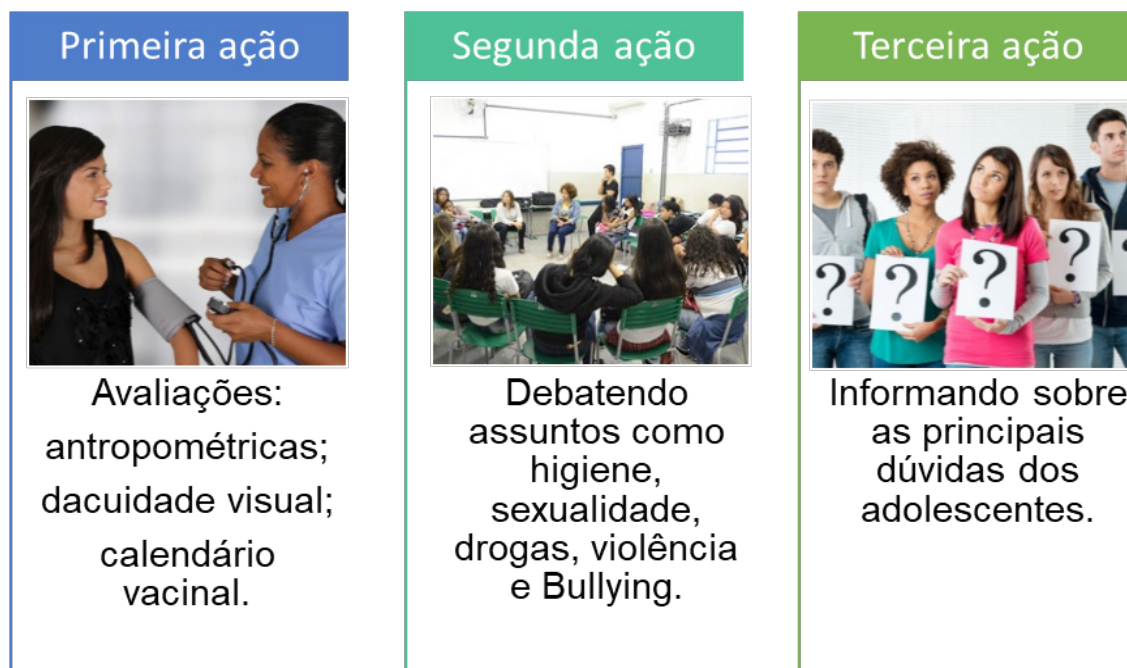 Primeira ação
Avaliações:
antropométricas;
dacuidade visual;
calendário
vacinal.
Segunda ação
Debatendo
assuntos como
higiene,
sexualidade,
drogas, violência
e Bullying.
Terceira ação
?
?
?
?
?
Informando sobre
as principais
dúvidas dos
adolescentes.